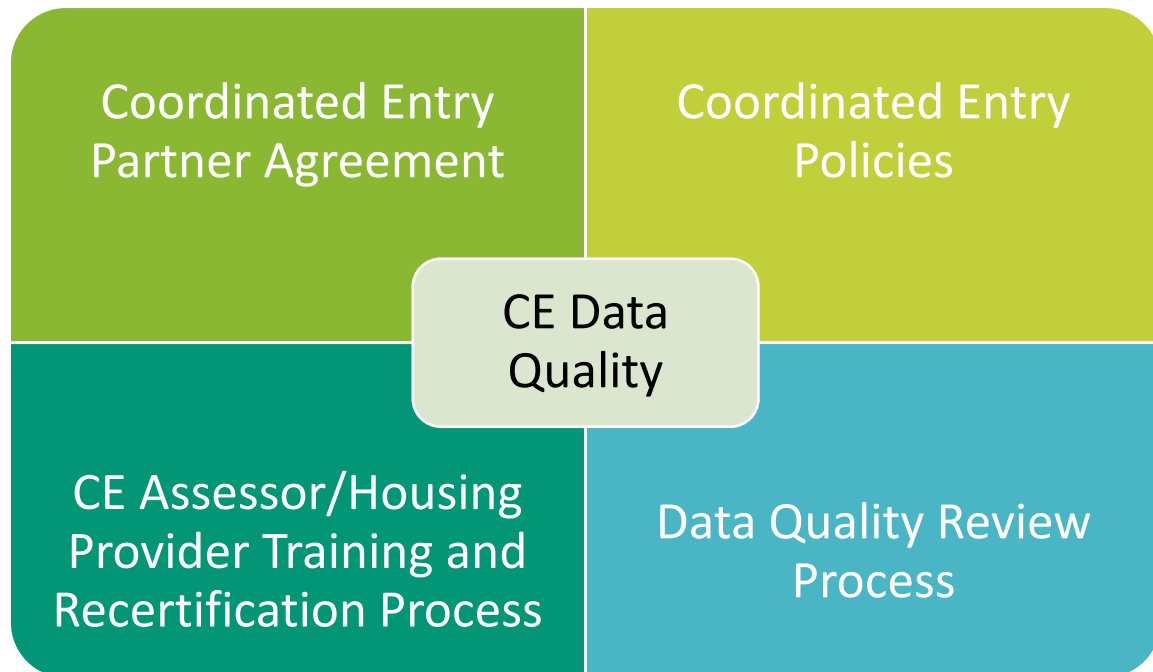 Coordinated Entry
Partner Agreement
Coordinated Entry
Policies
CE Data
Quality
CE Assessor/Housing
Provider Training and
Recertification Process
Data Quality Review
Process